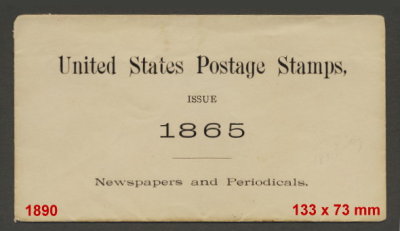 United States Postage Stamps,
ISSUE
1865
Newspapers and Periodicals.
1890
133 x 73 mm